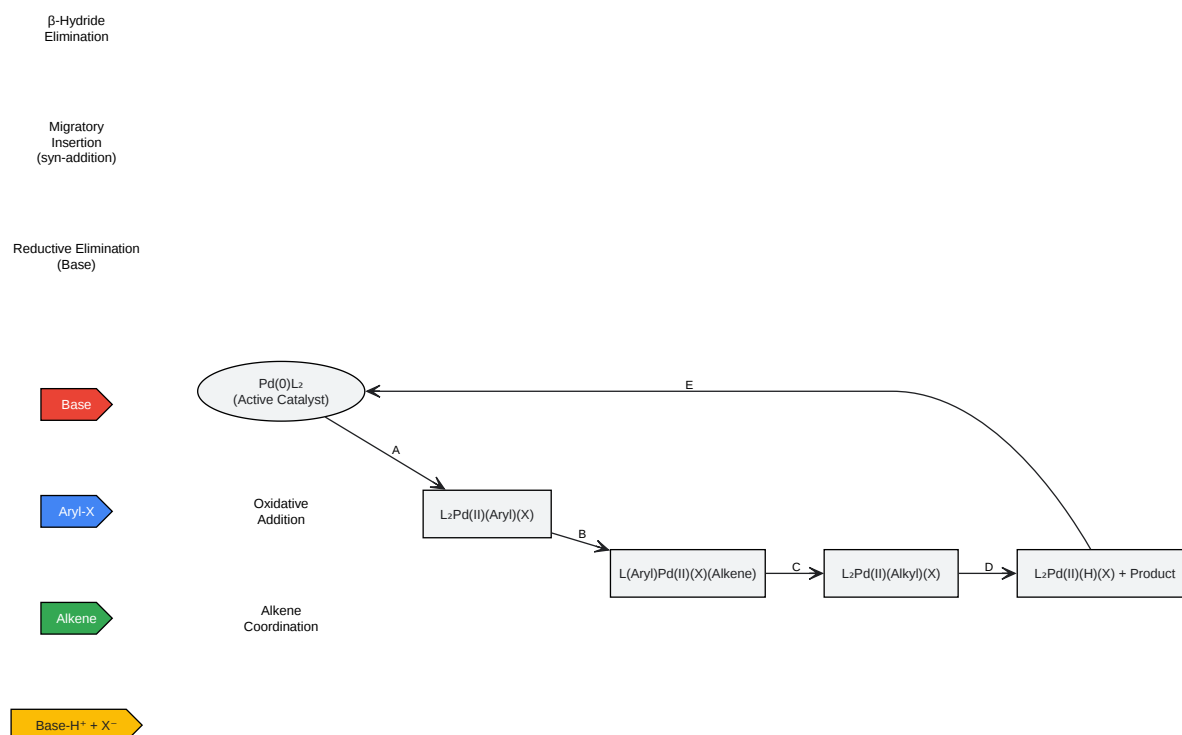 β-Hydride
Elimination
Migratory
Insertion
(syn-addition)
Reductive Elimination
(Base)
Base
Pd(0)L₂
(Active Catalyst)
E
A
Aryl-X
Oxidative
Addition
L₂Pd(II)(Aryl)(X)
B
L(Aryl)Pd(II)(X)(Alkene)
C
L₂Pd(II)(Alkyl)(X)
D
L₂Pd(II)(H)(X) + Product
Alkene
Alkene
Coordination
Base-H⁺ + X⁻